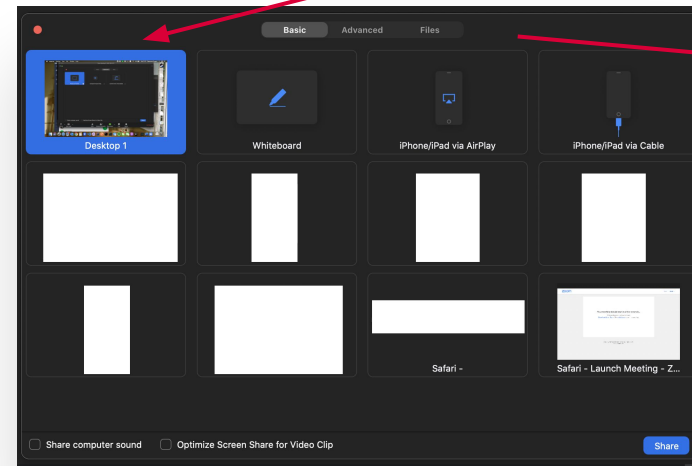 Basic Advanced Files
Desktop 1 Whiteboard iPhone/iPad via AirPlay iPhone/iPad via Cable
Safari - Safari - Launch Meeting - Z...
Share computer sound Optimize Screen Share for Video Clip Share